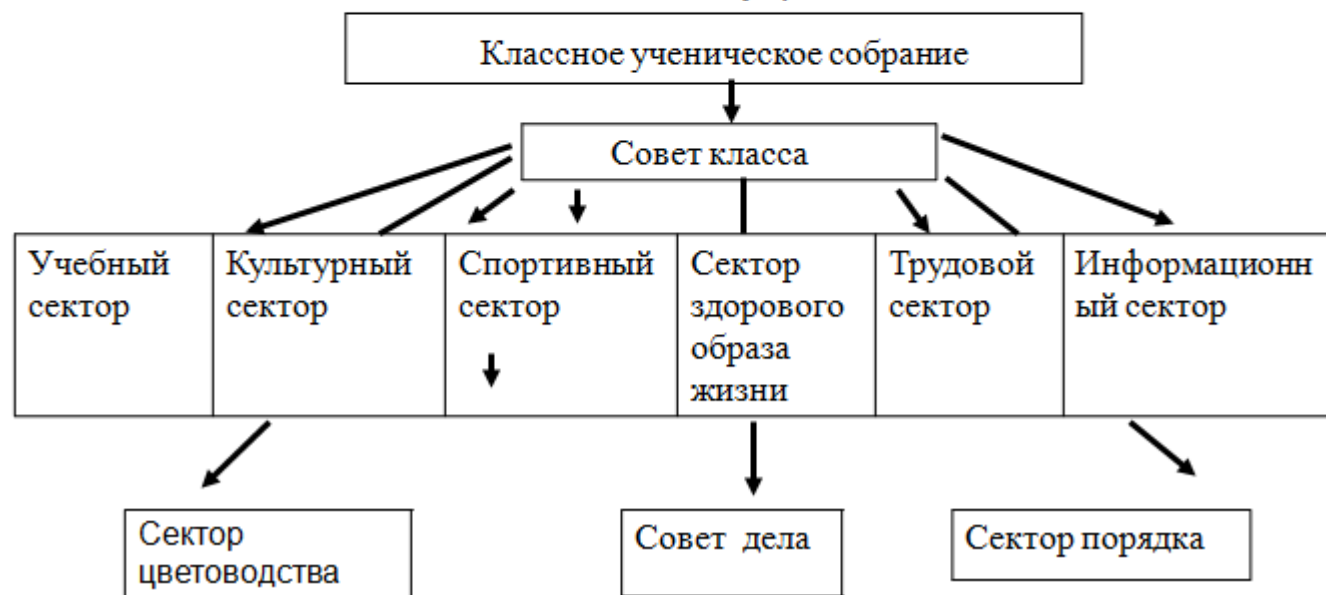 Классное ученическое собрание
Совет класса
Учебный
сектор
Культурный
сектор
Спортивный
сектор
Сектор
здорового
образа
жизни
Трудовой
сектор
Информационн
ый сектор
Сектор
цветоводства
Совет дела
Сектор порядка